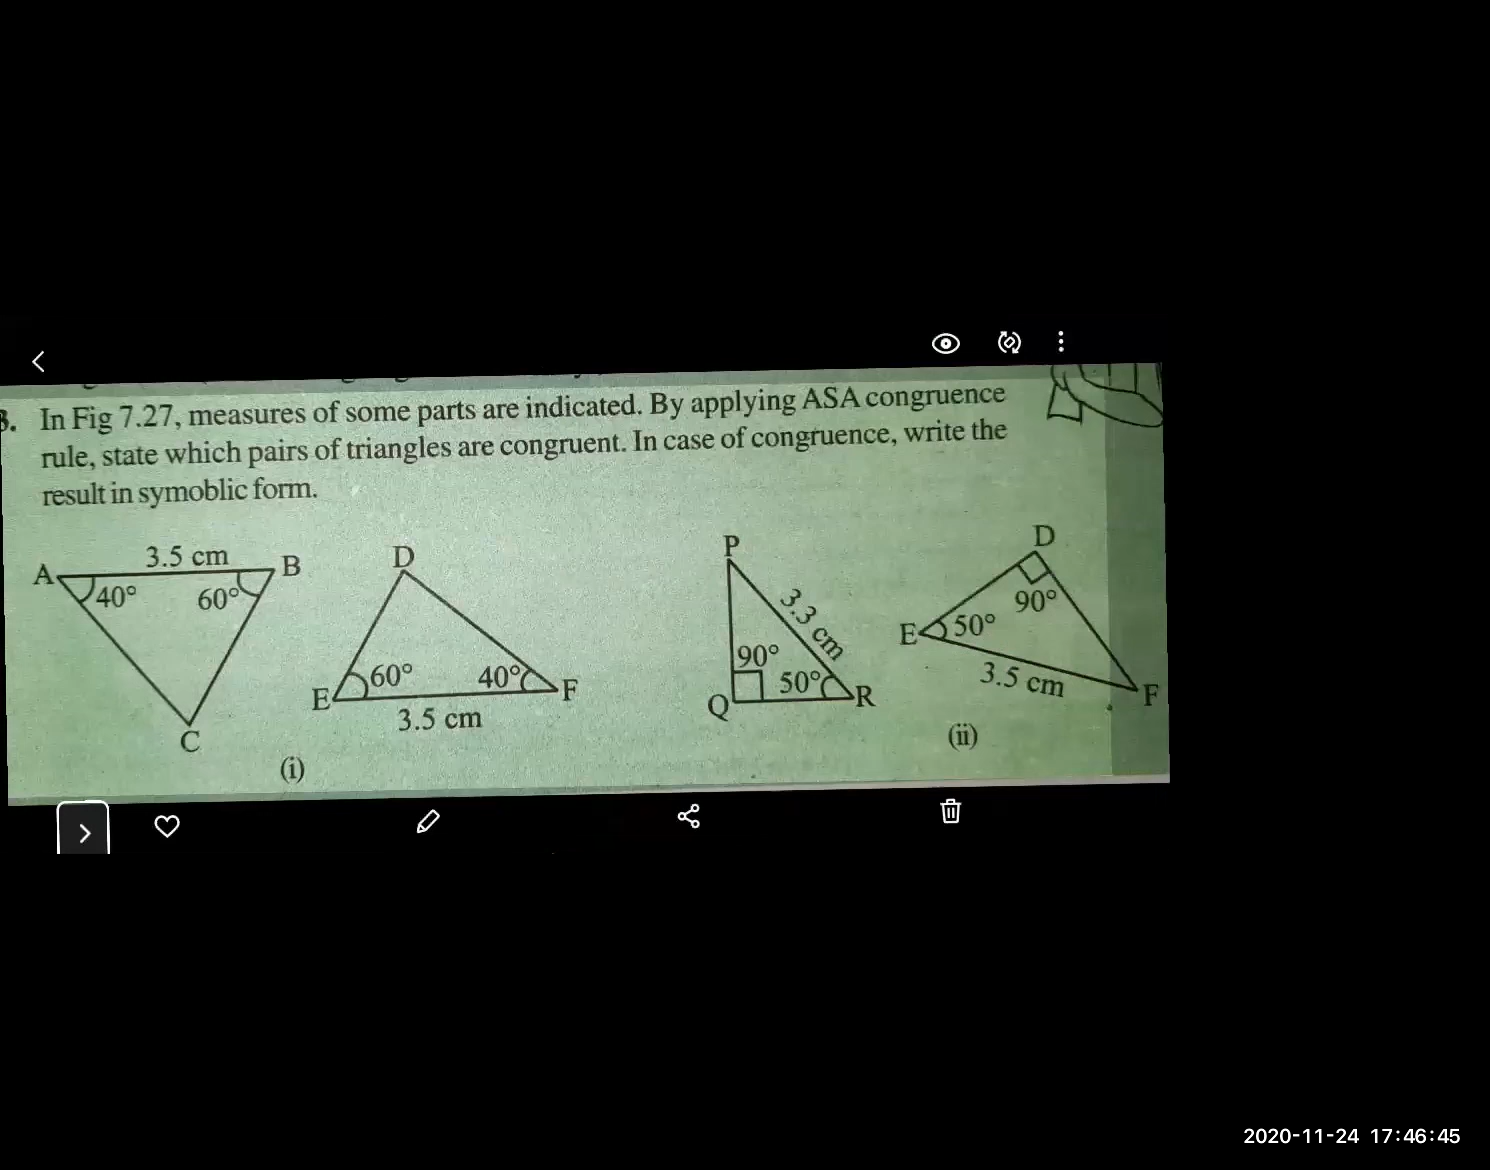 3. In Fig 7.27, measures of some parts are indicated. By applying ASA congruence
rule, state which pairs of triangles are congruent. In case of congruence, write the
result in symoblic form.
A 3.5 cm B
40° 60°
C
D
60° 40°
E F
3.5 cm
(i)
P
3.3 cm
90° 50°
Q R
D
90°
E 50°
3.5 cm
F
(ii)
2020-11-24 17:46:45